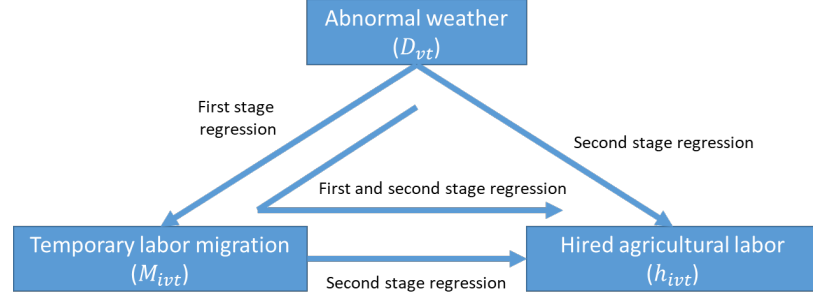 Abnormal weather
(D_vt)
First stage
regression
Second stage regression
First and second stage regression
Temporary labor migration
(M_ivt)
Hired agricultural labor
(h_ivt)
Second stage regression